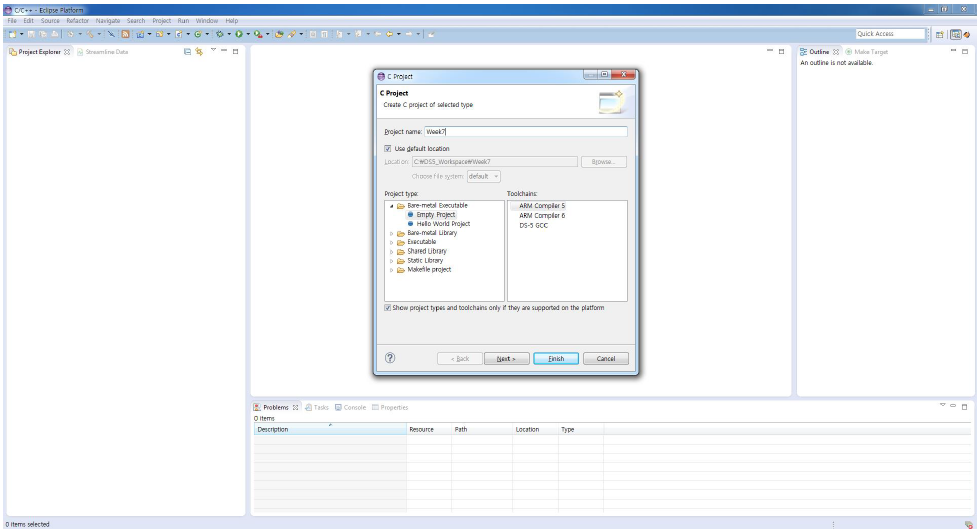 C/C++ - Eclipse Platform
File Edit Source Refactor Navigate Search Project Run Window Help
Quick Access
Project Explorer
Streamline Data
Outline
Make Target
An outline is not available.
C Project
C Project
Create C project of selected type
Project name: Week7
Use default location
Location: C:₩DS5_Workspace₩Week7
Browse...
Choose file system: default
Project type:
Toolchains:
Bare-metal Executable
Empty Project
Hello World Project
Bare-metal Library
Executable
Shared Library
Static Library
Makefile project
ARM Compiler 5
ARM Compiler 6
DS-5 GCC
Show project types and toolchains only if they are supported on the platform
?
< Back
Next >
Finish
Cancel
Problems
Tasks
Console
Properties
0 items
Description
Resource
Path
Location
Type
0 items selected